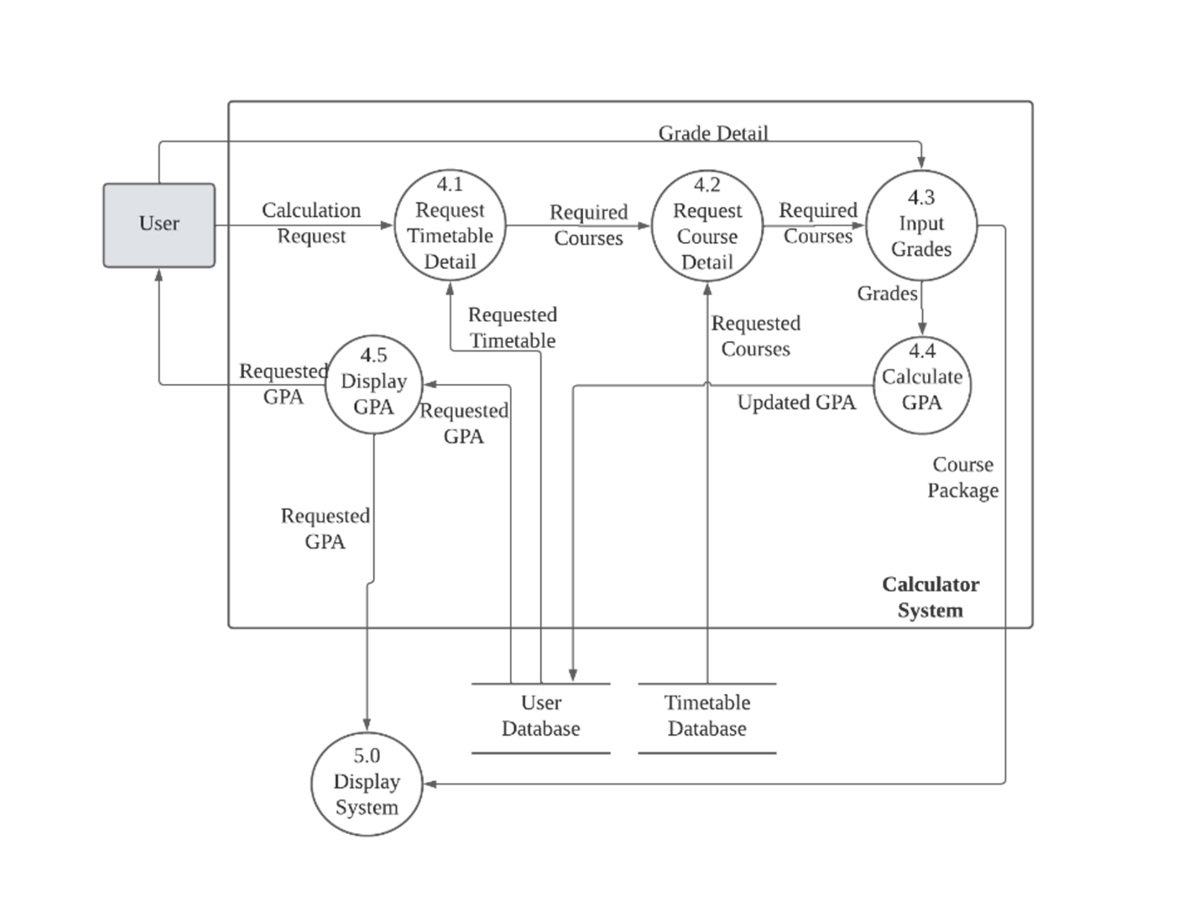 Grade Detail
User
Calculation
Request
4.1
Request
Timetable
Detail
Required
Courses
4.2
Request
Course
Detail
Required
Courses
4.3
Input
Grades
Grades
Requested
Timetable
Requested
Courses
4.4
Calculate
GPA
Requested
GPA
4.5
Display
GPA
Requested
GPA
Updated GPA
Course
Package
Requested
GPA
Calculator
System
User
Database
Timetable
Database
5.0
Display
System